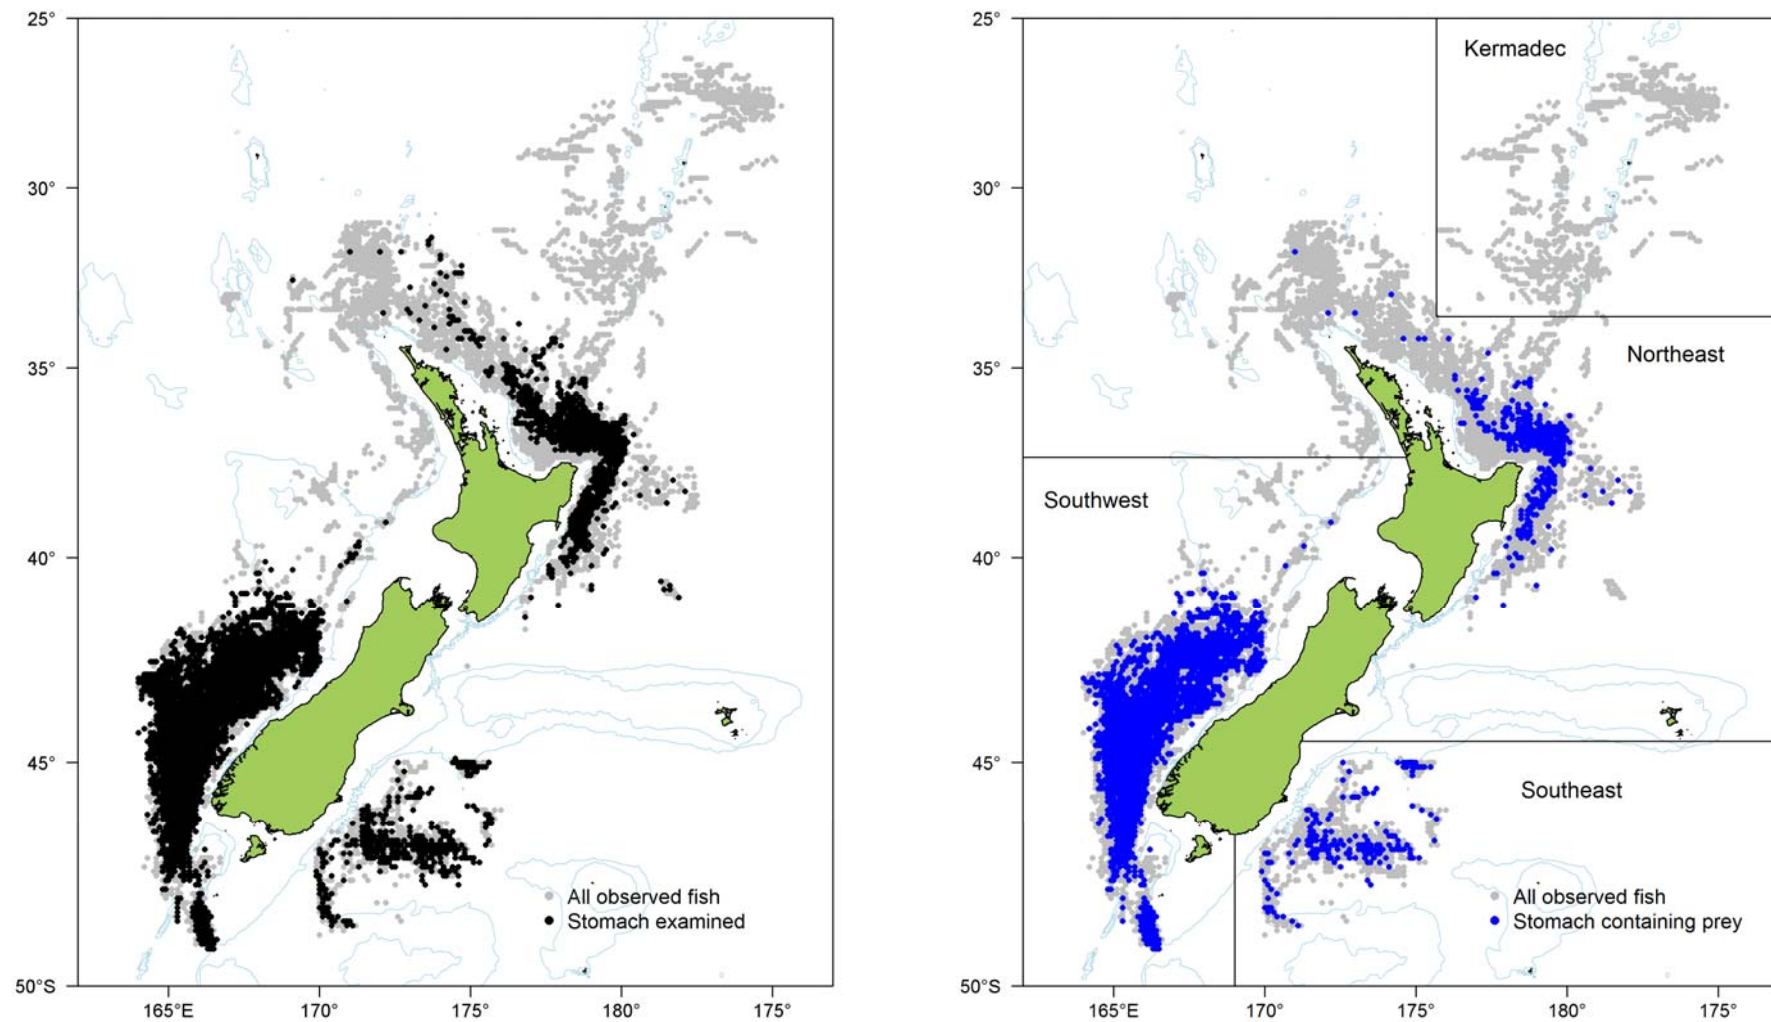 25°
30°
35°
40°
45°
50°S
165°E
170°
175°
180°
175°
All observed fish
Stomach examined
25°
30°
35°
40°
45°
50°S
165°E
170°
175°
180°
175°
Kermadec
Northeast
Southwest
Southeast
All observed fish
Stomach containing prey